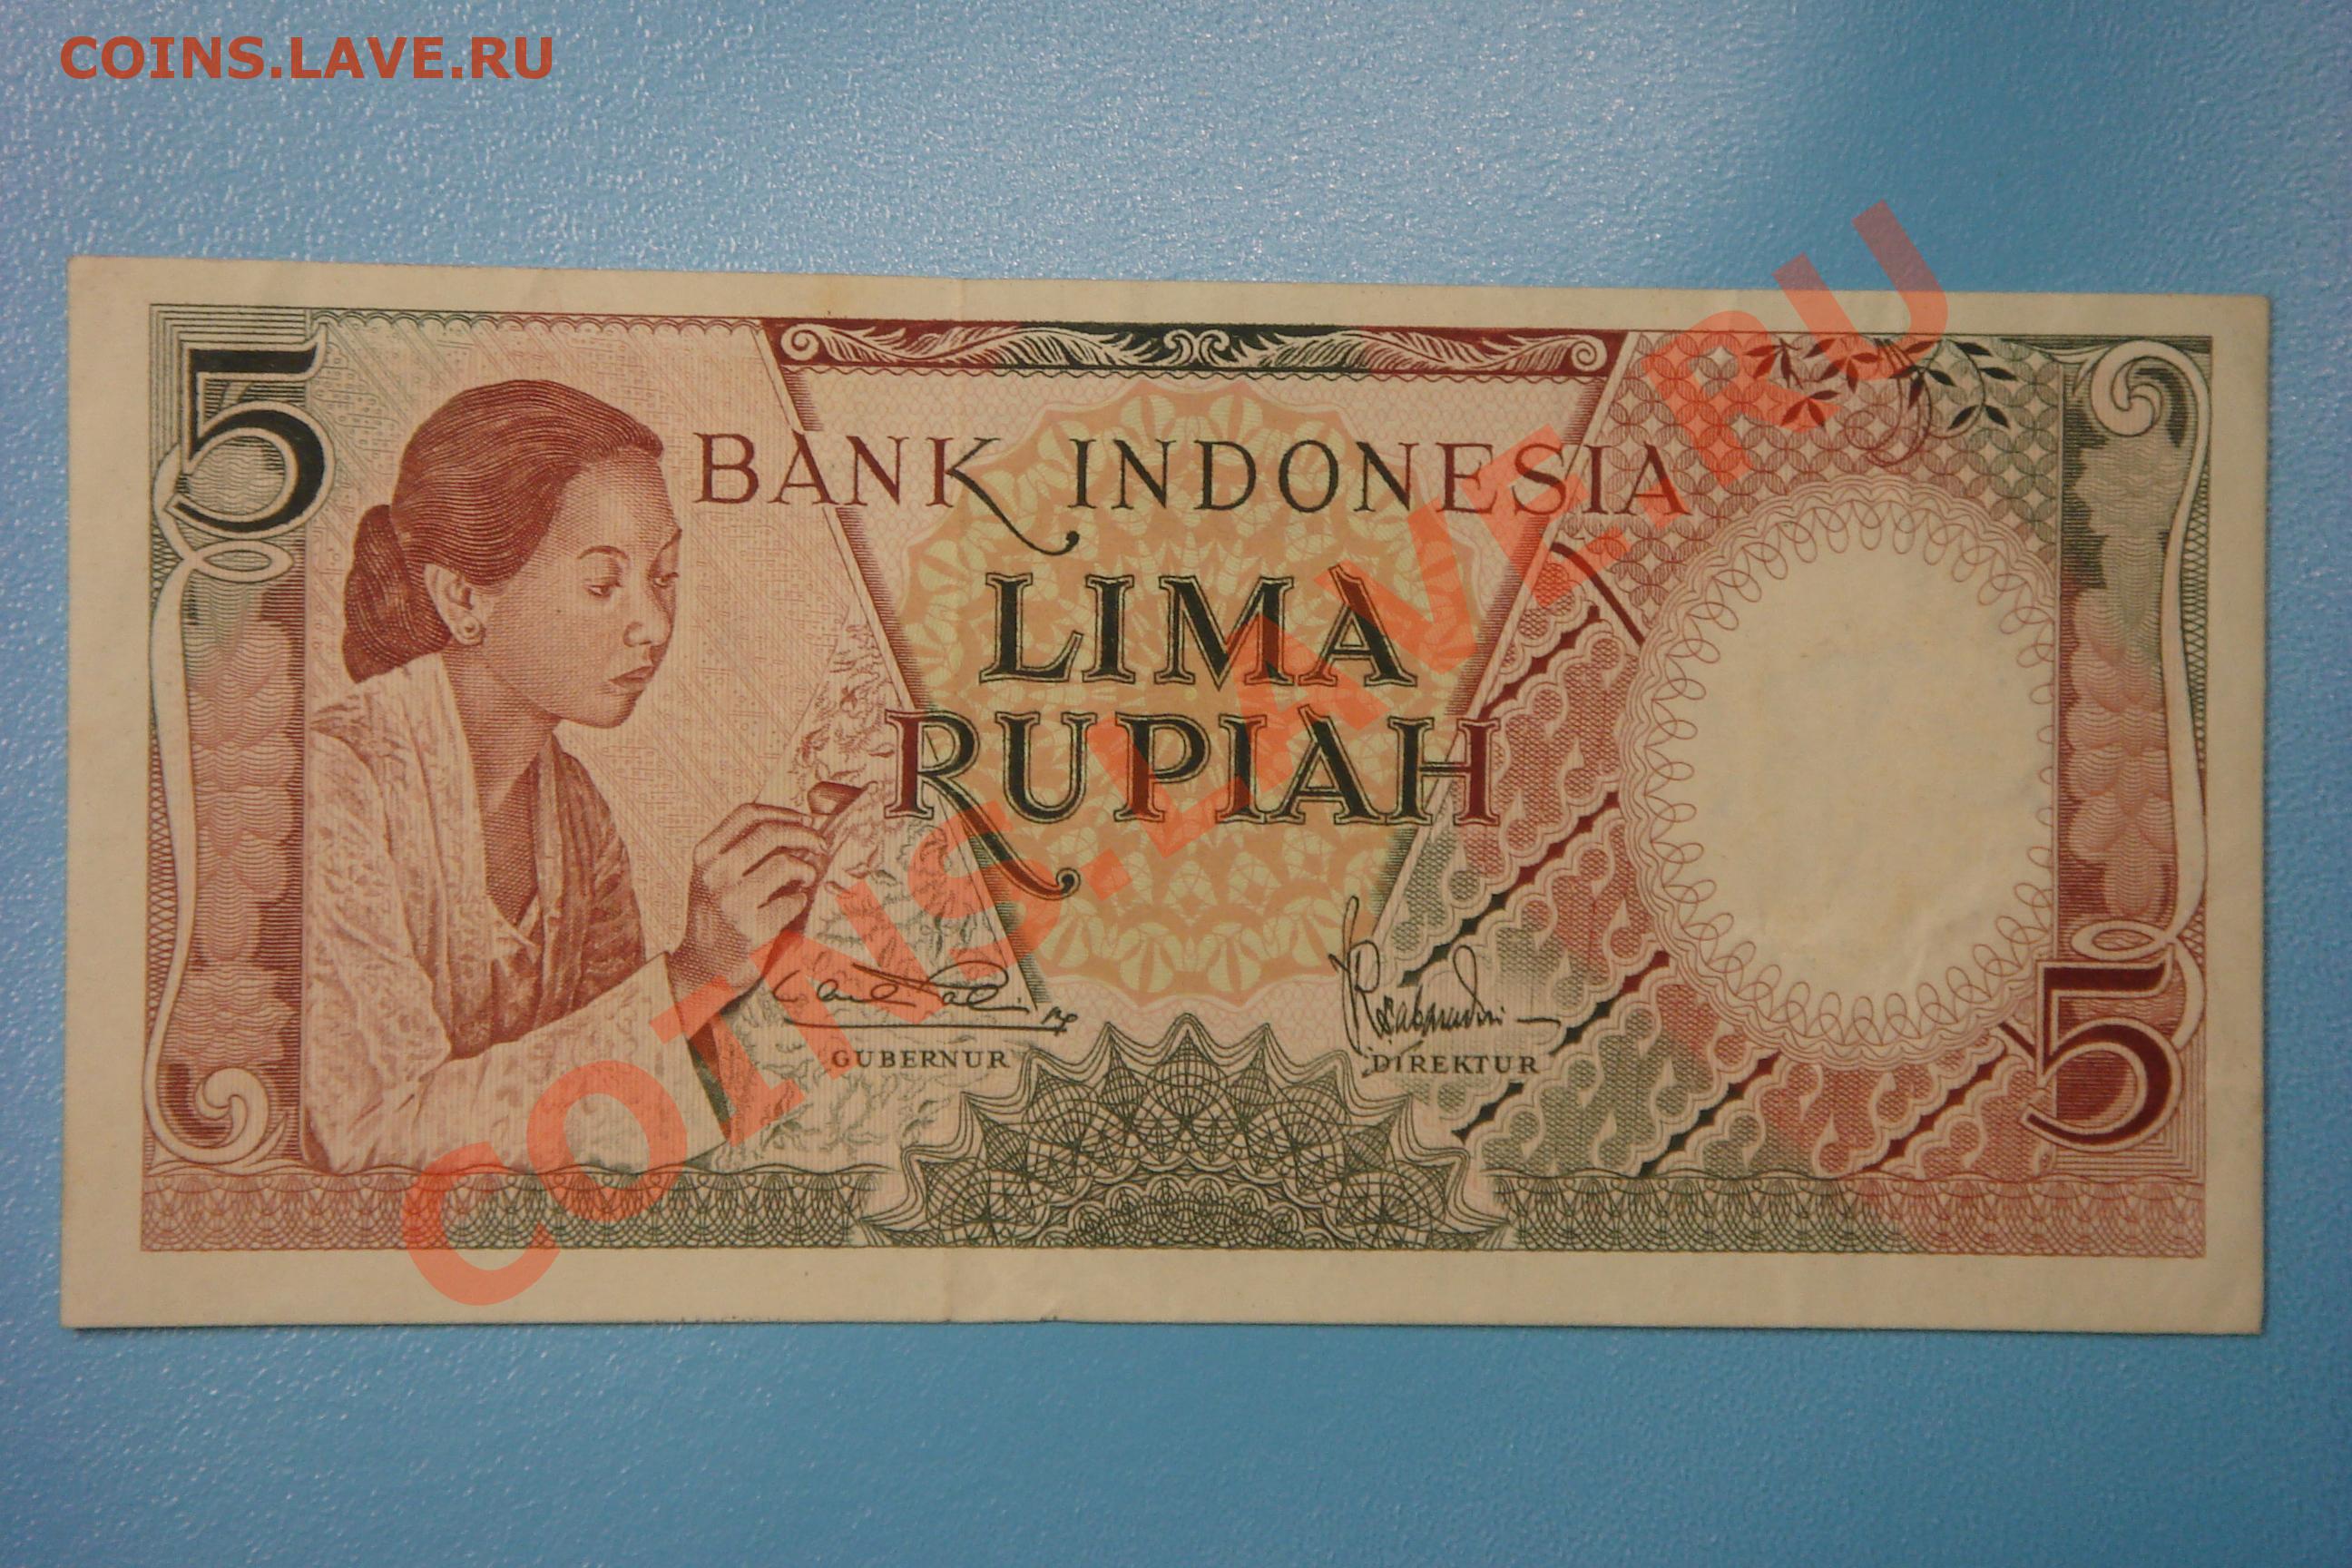 COINS.LAVE.RU
5
BANK INDONESIA
LIMA
RUPIAH
GUBERNUR
DIREKTUR
5
COINS.LAVE.RU